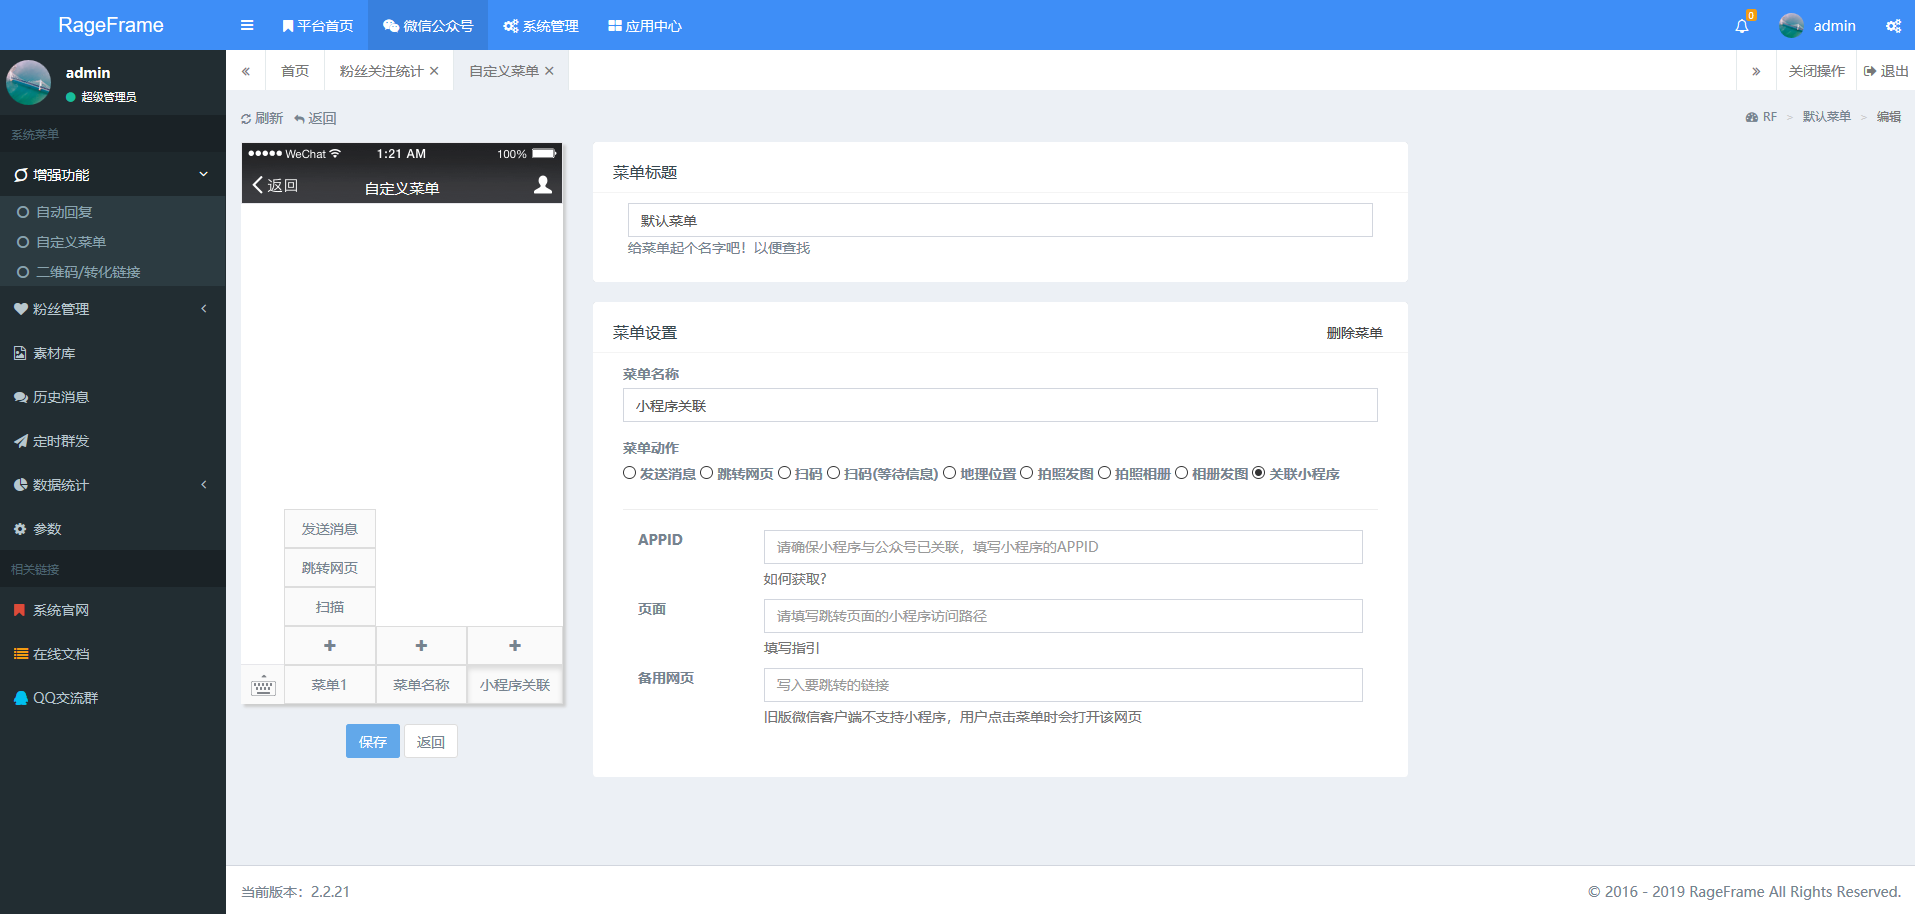 RageFrame
平台首页
微信公众号
系统管理
应用中心
0
admin
admin
超级管理员
首页
粉丝关注统计
自定义菜单
关闭操作
退出
系统菜单
增强功能
自动回复
自定义菜单
二维码/转化链接
粉丝管理
素材库
历史消息
定时群发
数据统计
参数
相关链接
系统官网
在线文档
QQ交流群
刷新 返回
RF > 默认菜单 > 编辑
WeChat 1:21 AM 100%
返回 自定义菜单
发送消息
跳转网页
扫描
菜单1 菜单名称 小程序关联
保存 返回
菜单标题
默认菜单
给菜单起个名字吧！以便查找
菜单设置 删除菜单
菜单名称
小程序关联
菜单动作
发送消息 跳转网页 扫码 扫码(等待信息) 地理位置 拍照发图 拍照相册 相册发图 关联小程序
APPID 请确保小程序与公众号已关联，填写小程序的APPID
如何获取?
页面 请填写跳转页面的小程序访问路径
填写指引
备用网页 写入要跳转的链接
旧版微信客户端不支持小程序，用户点击菜单时会打开该网页
当前版本：2.2.21
© 2016 - 2019 RageFrame All Rights Reserved.